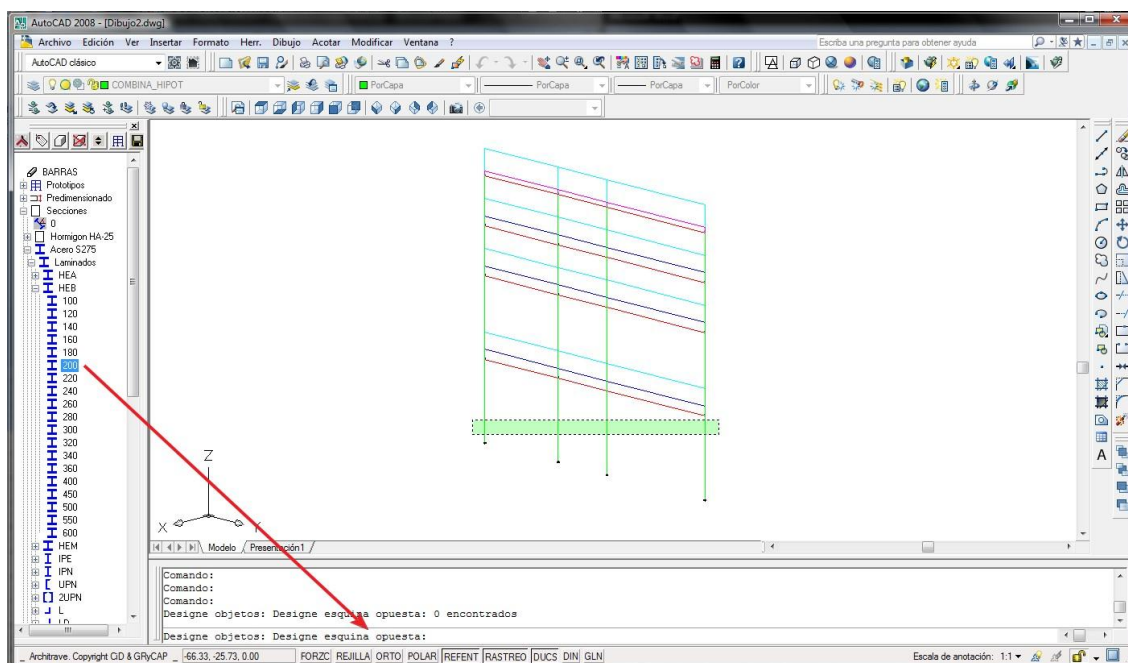 AutoCAD 2008 - [Dibujo2.dwg]
Archivo Edición Ver Insertar Formato Herr. Dibujo Acotar Modificar Ventana ?
Escriba una pregunta para obtener ayuda
AutoCAD clásico
COMBINA_HIPOT
PorCapa
PorCapa
PorCapa
PorColor
BARRAS
Prototipos
Predimensionado
Secciones
0
Hormigon HA-25
Acero S275
Laminados
HEA
HEB
100
120
140
160
180
200
220
240
260
280
300
320
340
360
400
450
500
550
600
HEM
IPE
IPN
UPN
2UPN
L
Z
X
Y
Modelo Presentación1
Comando:
Comando:
Comando:
Designe objetos: Designe esquina opuesta: 0 encontrados
Designe objetos: Designe esquina opuesta:
_ Architrave. Copyright CiD & GRyCAP _ -66.33, -25.73, 0.00 FORZC REJILLA ORTO POLAR REFENT RASTREO DUCS DIN GLN Escala de anotación: 1:1